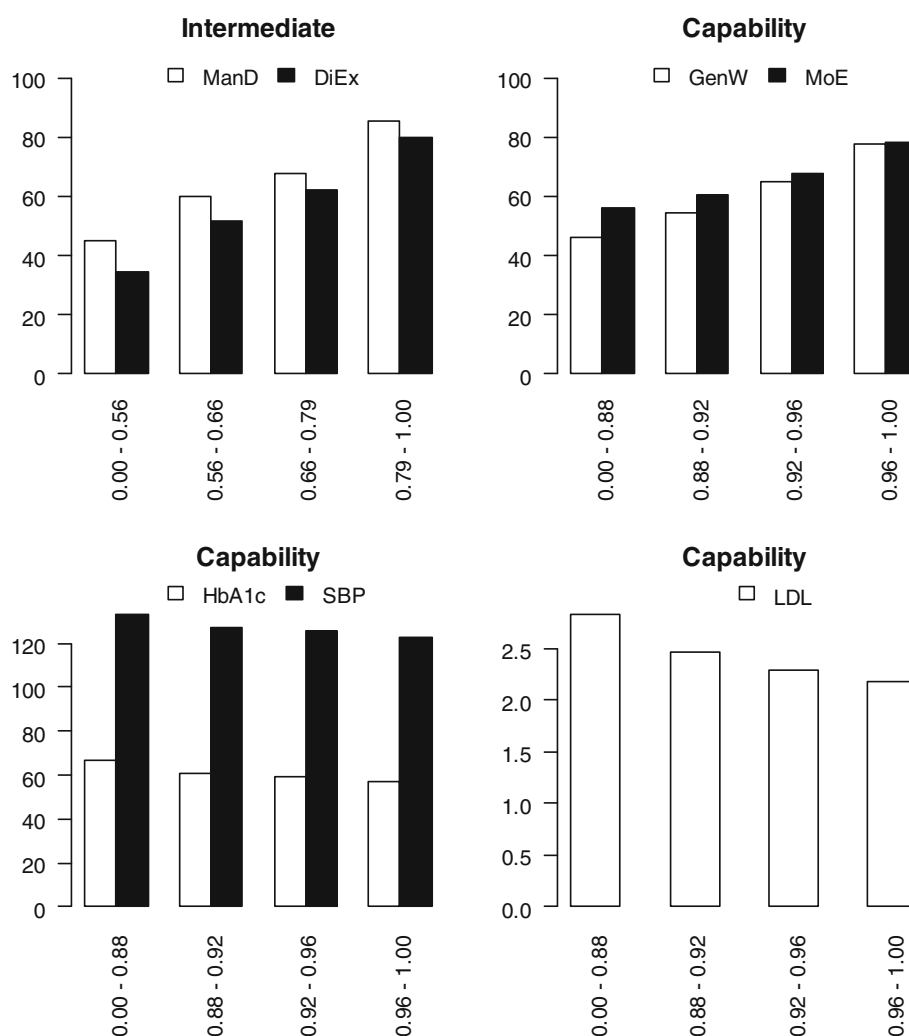 Intermediate
ManD DiEx
100
80
60
40
20
0
0.00 - 0.56
0.56 - 0.66
0.66 - 0.79
0.79 - 1.00
Capability
GenW MoE
100
80
60
40
20
0
0.00 - 0.88
0.88 - 0.92
0.92 - 0.96
0.96 - 1.00
Capability
HbA1c SBP
120
100
80
60
40
20
0
0.00 - 0.88
0.88 - 0.92
0.92 - 0.96
0.96 - 1.00
Capability
LDL
2.5
2.0
1.5
1.0
0.5
0.0
0.00 - 0.88
0.88 - 0.92
0.92 - 0.96
0.96 - 1.00